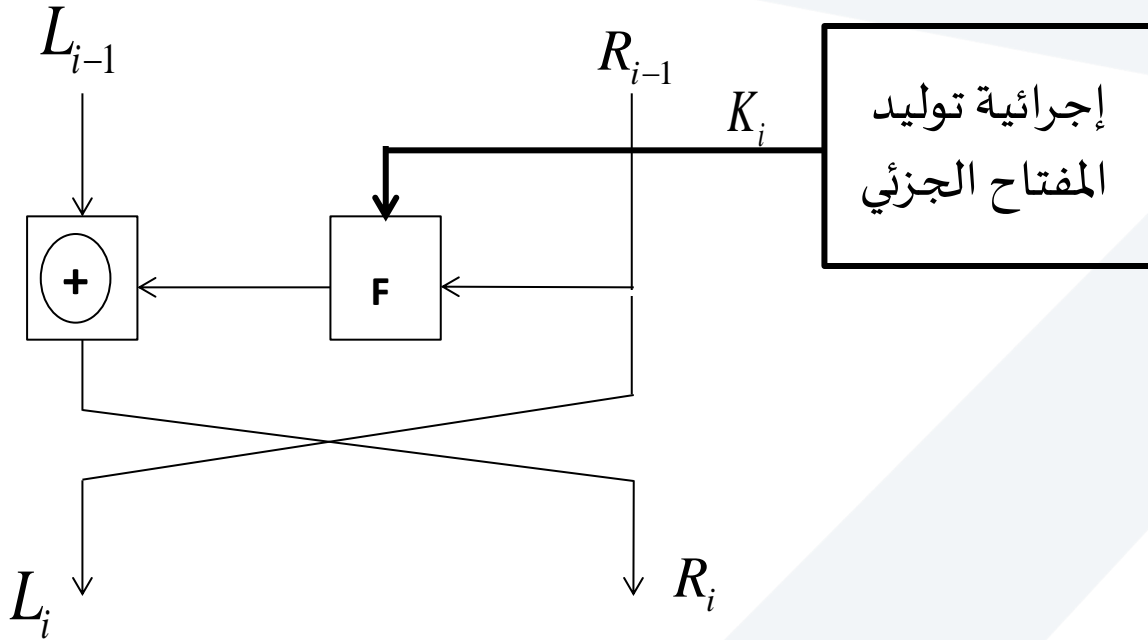 L_{i-1}
R_{i-1}
K_i
إجرائية توليد
المفتاح الجزئي
+
F
L_i
R_i